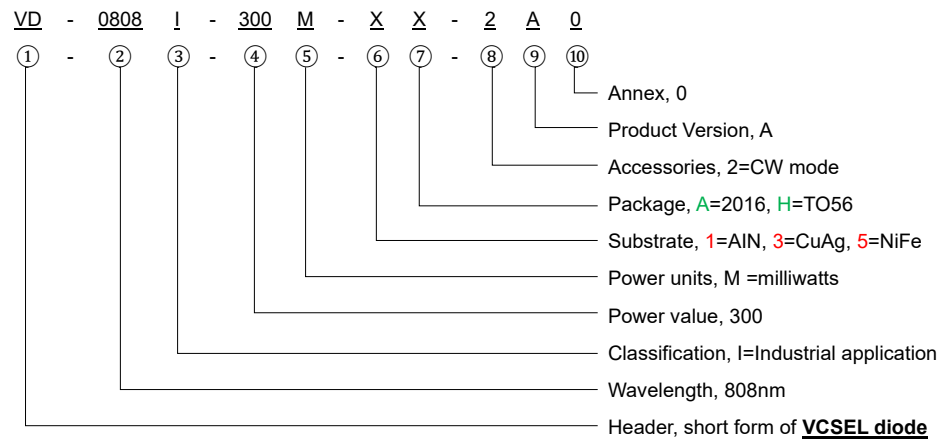 VD - 0808 I - 300 M - X X - 2 A 0
① - ② ③ - ④ ⑤ - ⑥ ⑦ - ⑧ ⑨ ⑩
Annex, 0
Product Version, A
Accessories, 2=CW mode
Package, A=2016, H=TO56
Substrate, 1=AIN, 3=CuAg, 5=NiFe
Power units, M =milliwatts
Power value, 300
Classification, I=Industrial application
Wavelength, 808nm
Header, short form of VCSEL diode